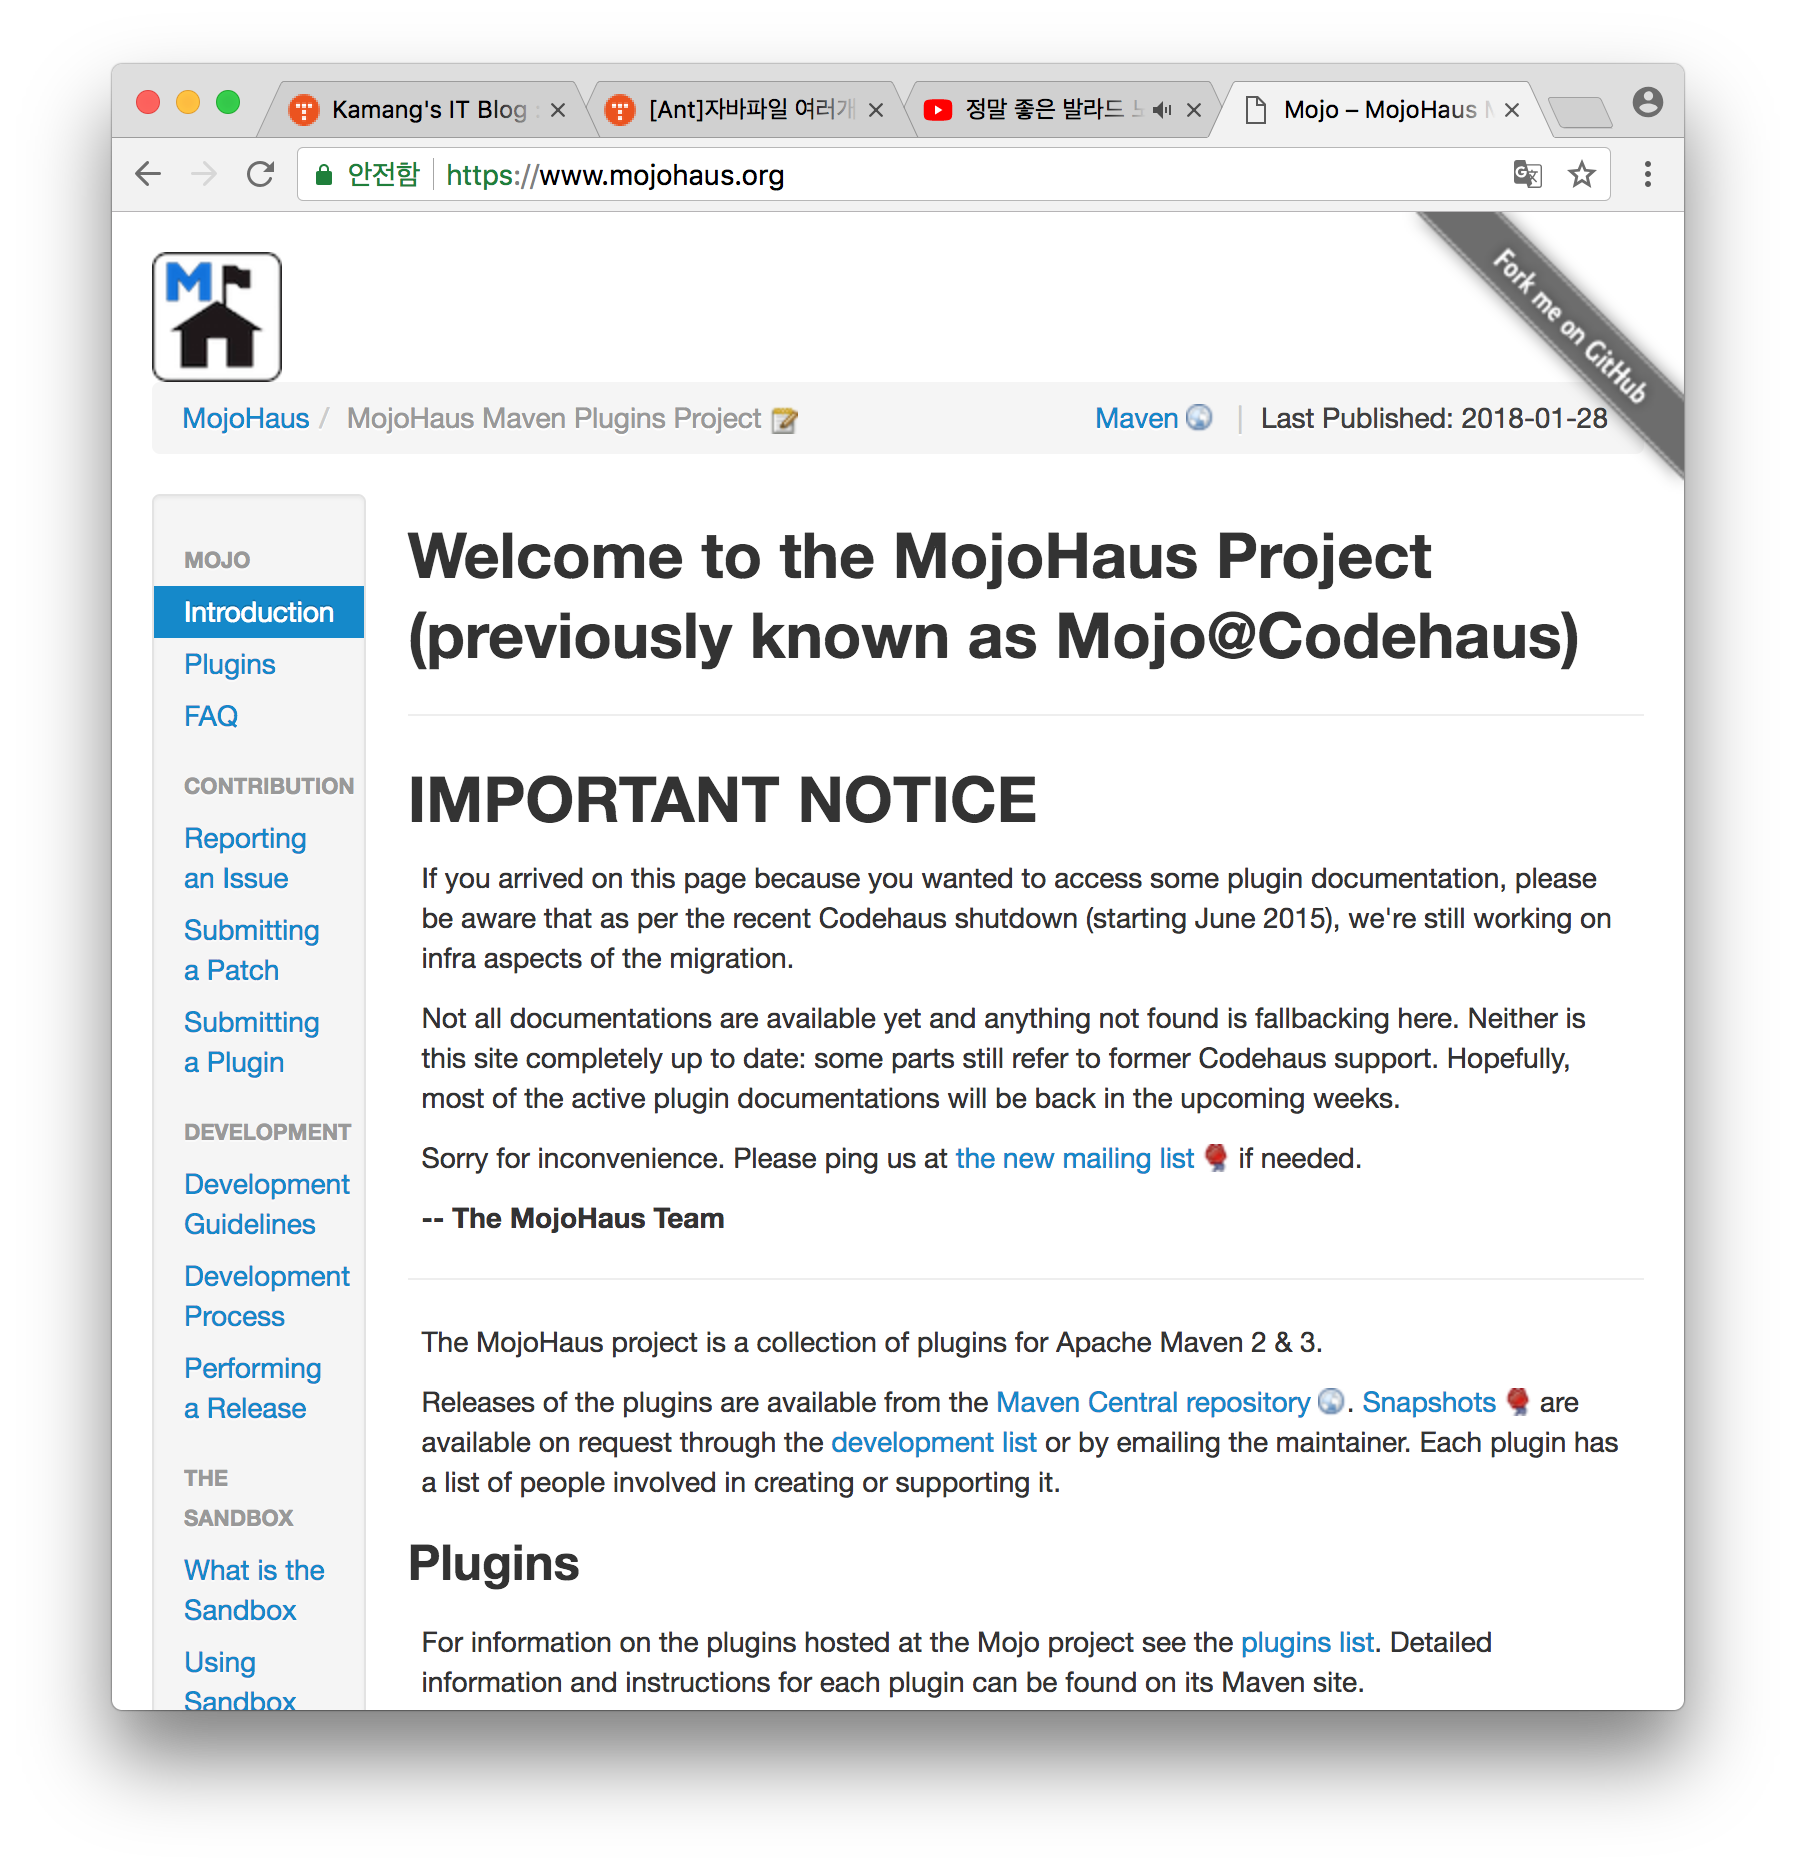 Kamang's IT Blog :
[Ant]자바파일 여러개
정말 좋은 발라드
Mojo – MojoHaus
안전함 https://www.mojohaus.org
Fork me on GitHub
M
MojoHaus / MojoHaus Maven Plugins Project
Maven | Last Published: 2018-01-28
MOJO
Introduction
Plugins
FAQ
CONTRIBUTION
Reporting
an Issue
Submitting
a Patch
Submitting
a Plugin
DEVELOPMENT
Development
Guidelines
Development
Process
Performing
a Release
THE
SANDBOX
What is the
Sandbox
Using
Sandbox
Welcome to the MojoHaus Project
(previously known as Mojo@Codehaus)
IMPORTANT NOTICE
If you arrived on this page because you wanted to access some plugin documentation, please
be aware that as per the recent Codehaus shutdown (starting June 2015), we're still working on
infra aspects of the migration.
Not all documentations are available yet and anything not found is fallbacking here. Neither is
this site completely up to date: some parts still refer to former Codehaus support. Hopefully,
most of the active plugin documentations will be back in the upcoming weeks.
Sorry for inconvenience. Please ping us at the new mailing list if needed.
-- The MojoHaus Team
The MojoHaus project is a collection of plugins for Apache Maven 2 & 3.
Releases of the plugins are available from the Maven Central repository . Snapshots are
available on request through the development list or by emailing the maintainer. Each plugin has
a list of people involved in creating or supporting it.
Plugins
For information on the plugins hosted at the Mojo project see the plugins list. Detailed
information and instructions for each plugin can be found on its Maven site.